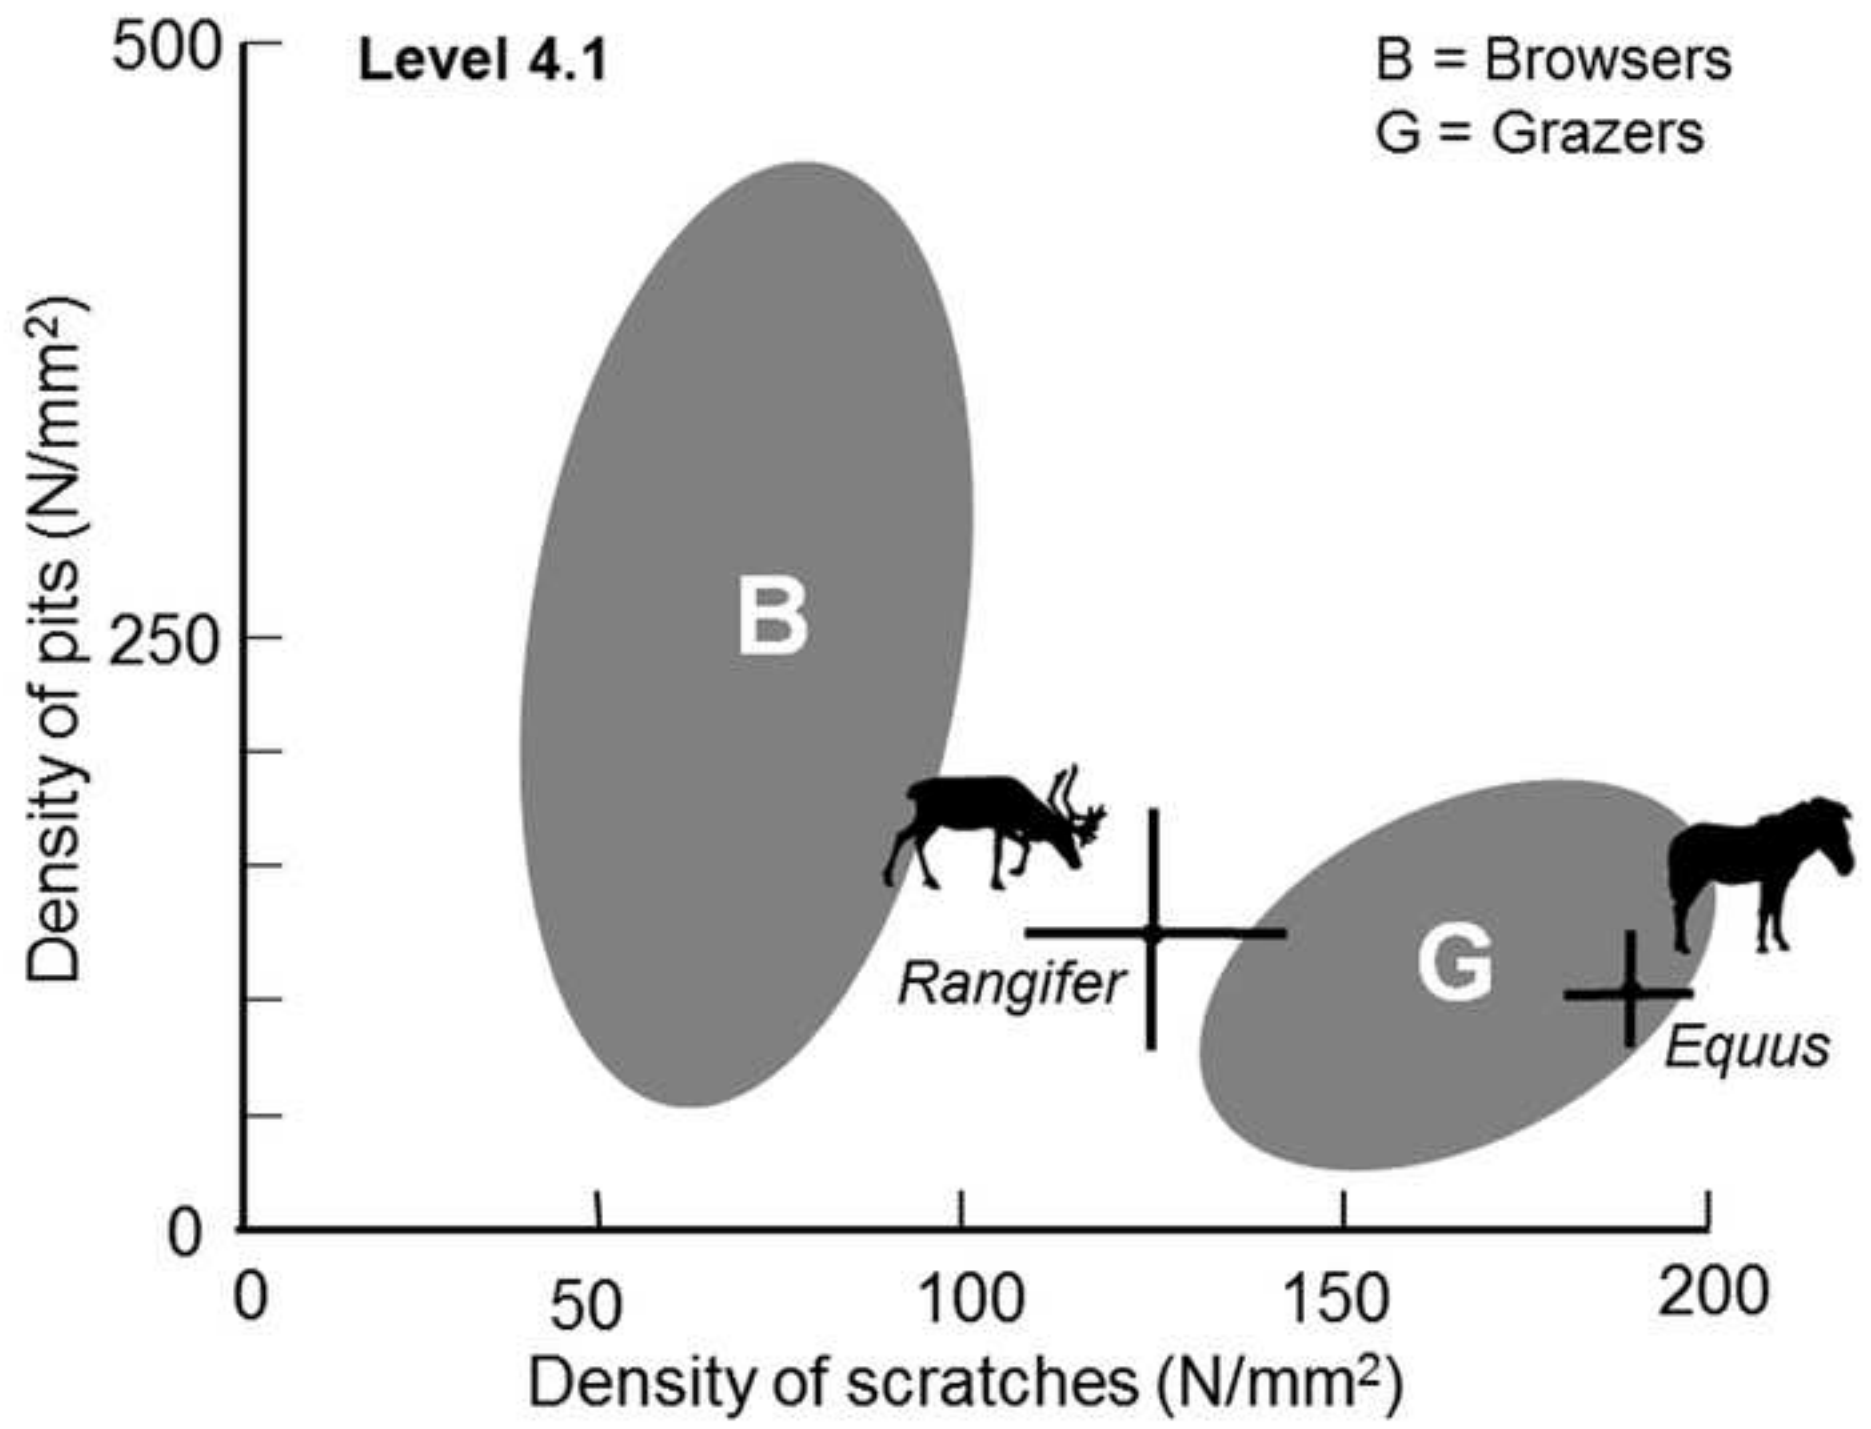 500
Level 4.1
B = Browsers
G = Grazers
Density of pits (N/mm²)
B
250
Rangifer
G
Equus
0
0
50
100
150
200
Density of scratches (N/mm²)